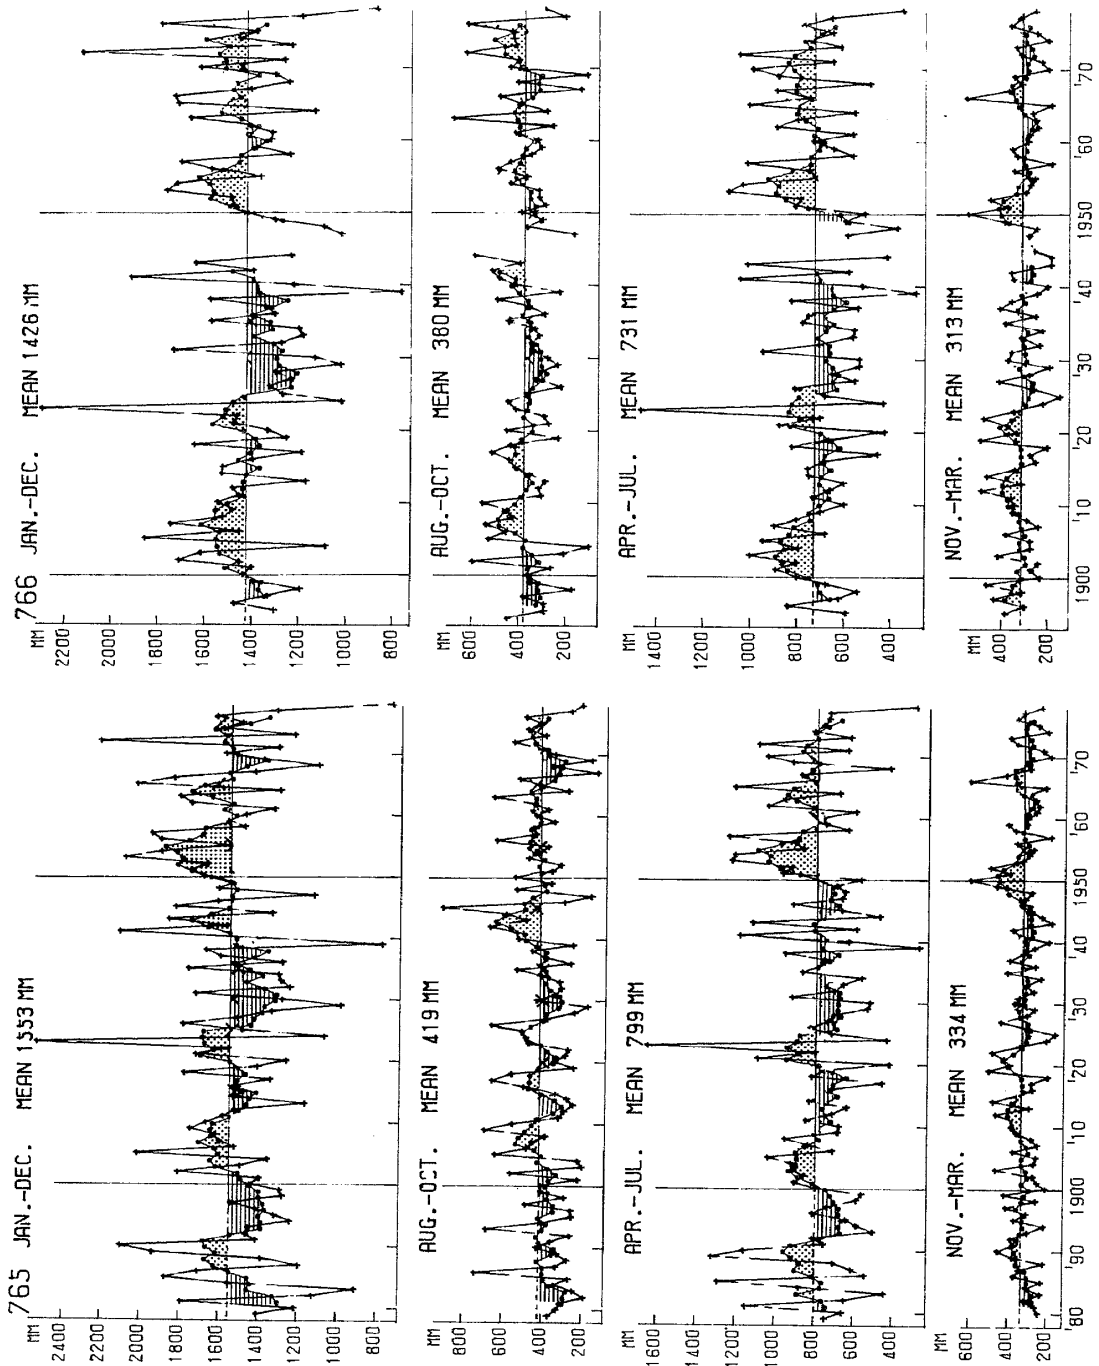 765 JAN.-DEC. MEAN 1553 MM
MM
2400
2200
2000
1800
1600
1400
1200
1000
800
AUG.-OCT. MEAN 419 MM
MM
800
600
400
200
APR.-JUL. MEAN 799 MM
MM
1600
1400
1200
1000
800
600
400
NOV.-MAR. MEAN 334 MM
MM
600
400
200
'80 '90 1900 '10 '20 '30 '40 1950 '60 '70
766 JAN.-DEC. MEAN 1426 MM
MM
2200
2000
1800
1600
1400
1200
1000
800
AUG.-OCT. MEAN 380 MM
MM
600
400
200
APR.-JUL. MEAN 731 MM
MM
1400
1200
1000
800
600
400
NOV.-MAR. MEAN 313 MM
MM
400
200
1900 '10 '20 '30 '40 1950 '60 '70